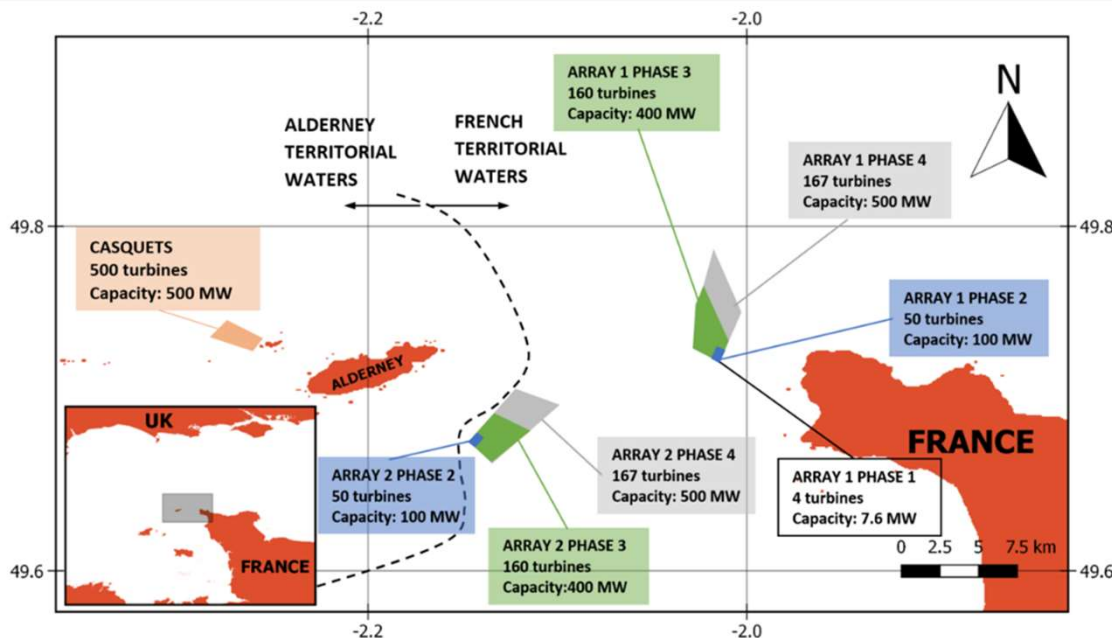 -2.2
-2.0
N
ARRAY 1 PHASE 3
160 turbines
Capacity: 400 MW
ALDERNEY
TERRITORIAL
WATERS
FRENCH
TERRITORIAL
WATERS
ARRAY 1 PHASE 4
167 turbines
Capacity: 500 MW
49.8
49.8
CASQUETS
500 turbines
Capacity: 500 MW
ARRAY 1 PHASE 2
50 turbines
Capacity: 100 MW
ALDERNEY
FRANCE
UK
FRANCE
ARRAY 2 PHASE 2
50 turbines
Capacity: 100 MW
ARRAY 2 PHASE 4
167 turbines
Capacity: 500 MW
ARRAY 1 PHASE 1
4 turbines
Capacity: 7.6 MW
ARRAY 2 PHASE 3
160 turbines
Capacity:400 MW
0 2.5 5 7.5 km
49.6
49.6
-2.2
-2.0